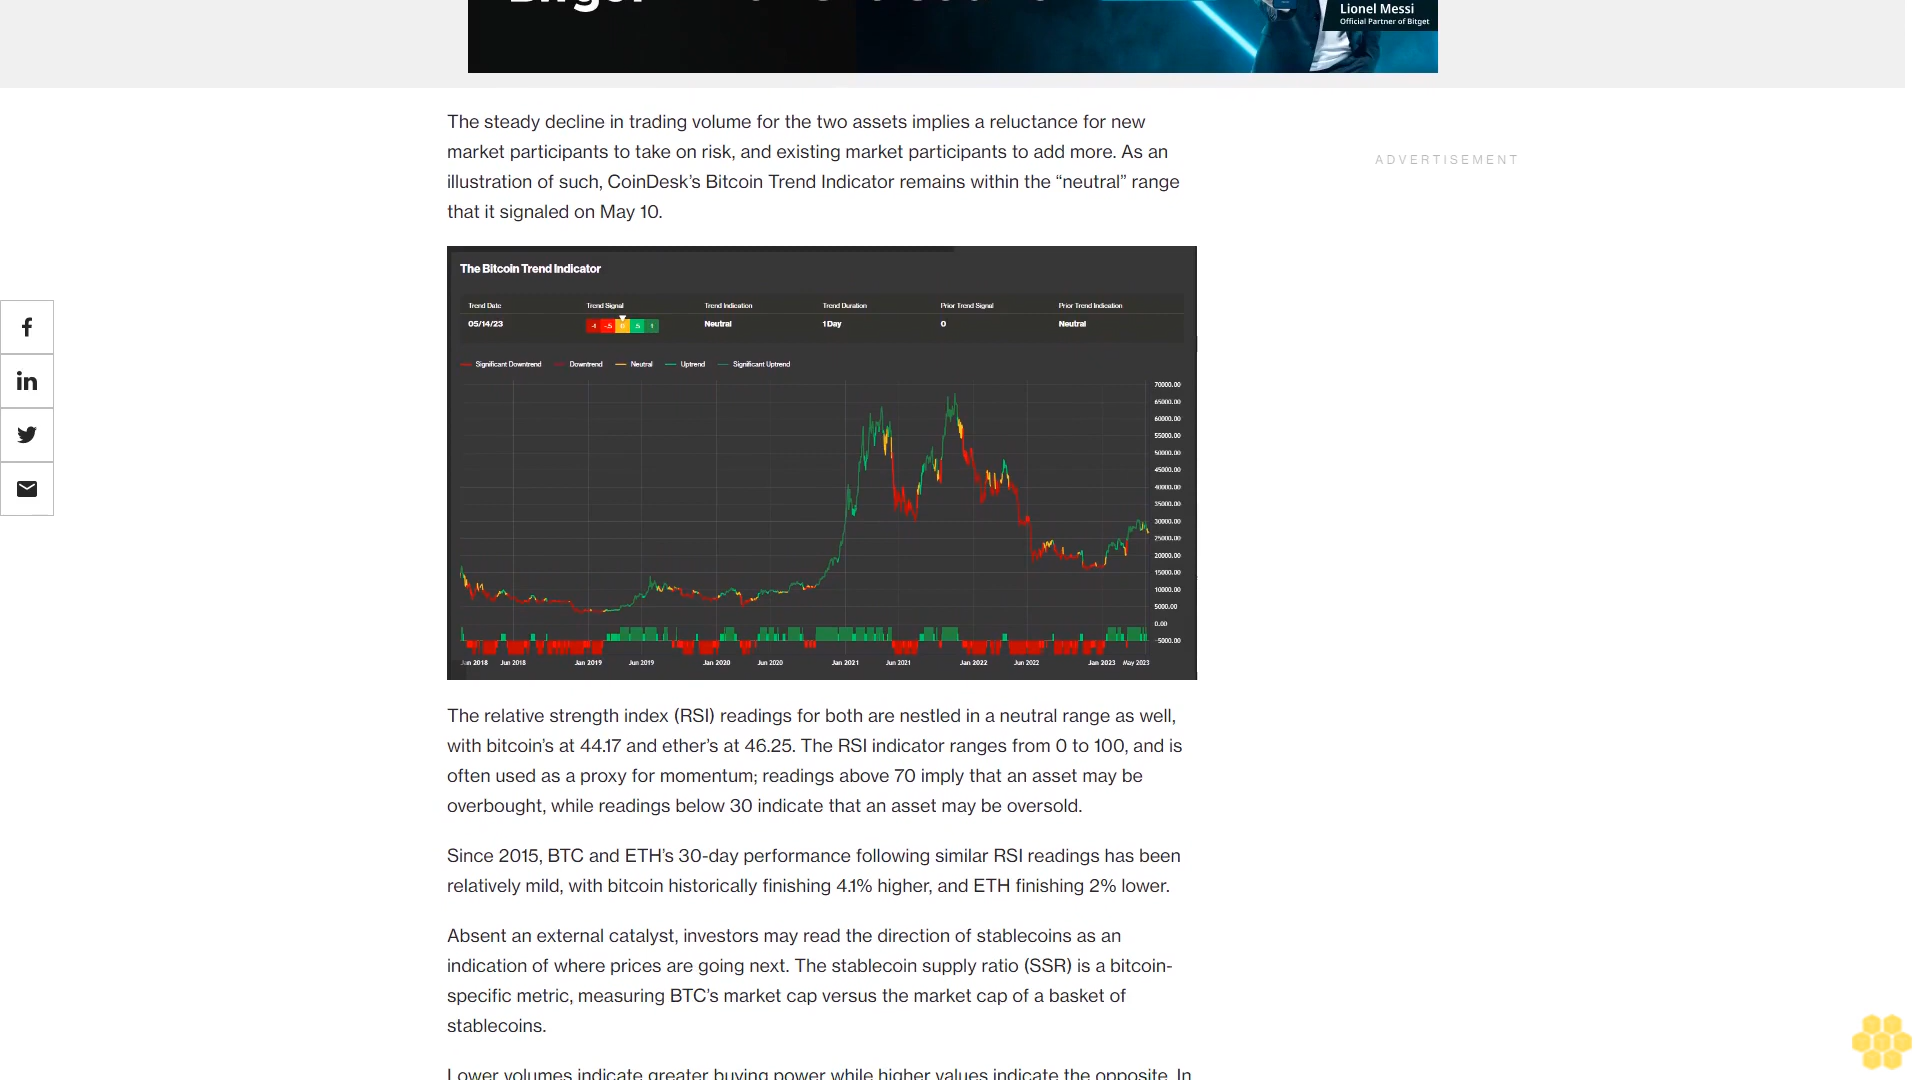 Lionel Messi
Official Partner of Bitget
The steady decline in trading volume for the two assets implies a reluctance for new
market participants to take on risk, and existing market participants to add more. As an
illustration of such, CoinDesk’s Bitcoin Trend Indicator remains within the “neutral” range
that it signaled on May 10.
ADVERTISEMENT
The Bitcoin Trend Indicator
Trend Date Trend Signal Trend Indication Trend Duration Prior Trend Signal Prior Trend Indication
05/14/23 -1 -.5 0 .5 1 Neutral 1 Day 0 Neutral
Significant Downtrend Downtrend Neutral Uptrend Significant Uptrend
70000.00
65000.00
60000.00
55000.00
50000.00
45000.00
40000.00
35000.00
30000.00
25000.00
20000.00
15000.00
10000.00
5000.00
0.00
-5000.00
Jan 2018 Jun 2018 Jan 2019 Jun 2019 Jan 2020 Jun 2020 Jan 2021 Jun 2021 Jan 2022 Jun 2022 Jan 2023 May 2023
The relative strength index (RSI) readings for both are nestled in a neutral range as well,
with bitcoin’s at 44.17 and ether’s at 46.25. The RSI indicator ranges from 0 to 100, and is
often used as a proxy for momentum; readings above 70 imply that an asset may be
overbought, while readings below 30 indicate that an asset may be oversold.
Since 2015, BTC and ETH’s 30-day performance following similar RSI readings has been
relatively mild, with bitcoin historically finishing 4.1% higher, and ETH finishing 2% lower.
Absent an external catalyst, investors may read the direction of stablecoins as an
indication of where prices are going next. The stablecoin supply ratio (SSR) is a bitcoin-
specific metric, measuring BTC’s market cap versus the market cap of a basket of
stablecoins.
Lower volumes indicate greater buying power while higher values indicate the opposite. In